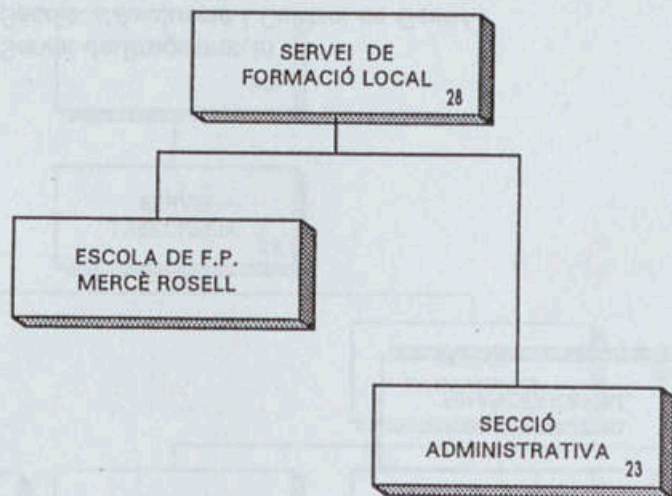 SERVEI DE
FORMACIÓ LOCAL
28
ESCOLA DE F.P.
MERCÈ ROSELL
SECCIÓ
ADMINISTRATIVA
23